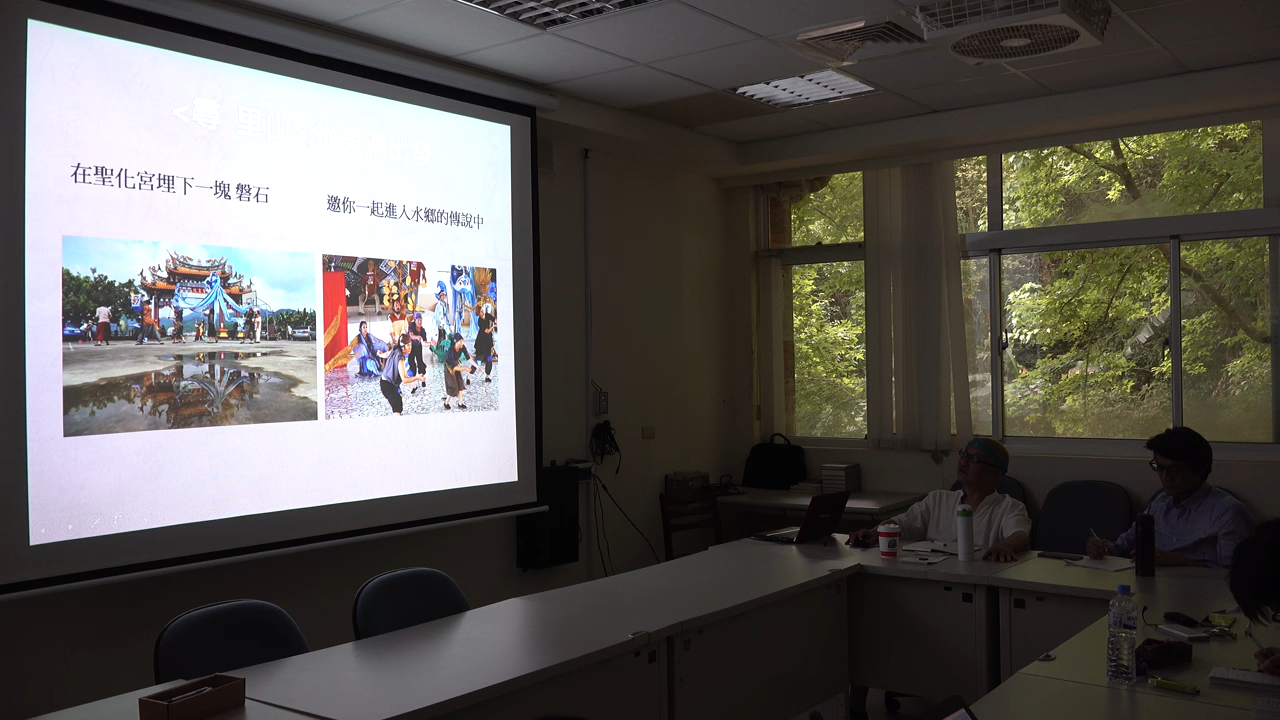 在聖化宮埋下一塊 磐石
邀你一起進入水鄉的傳說中